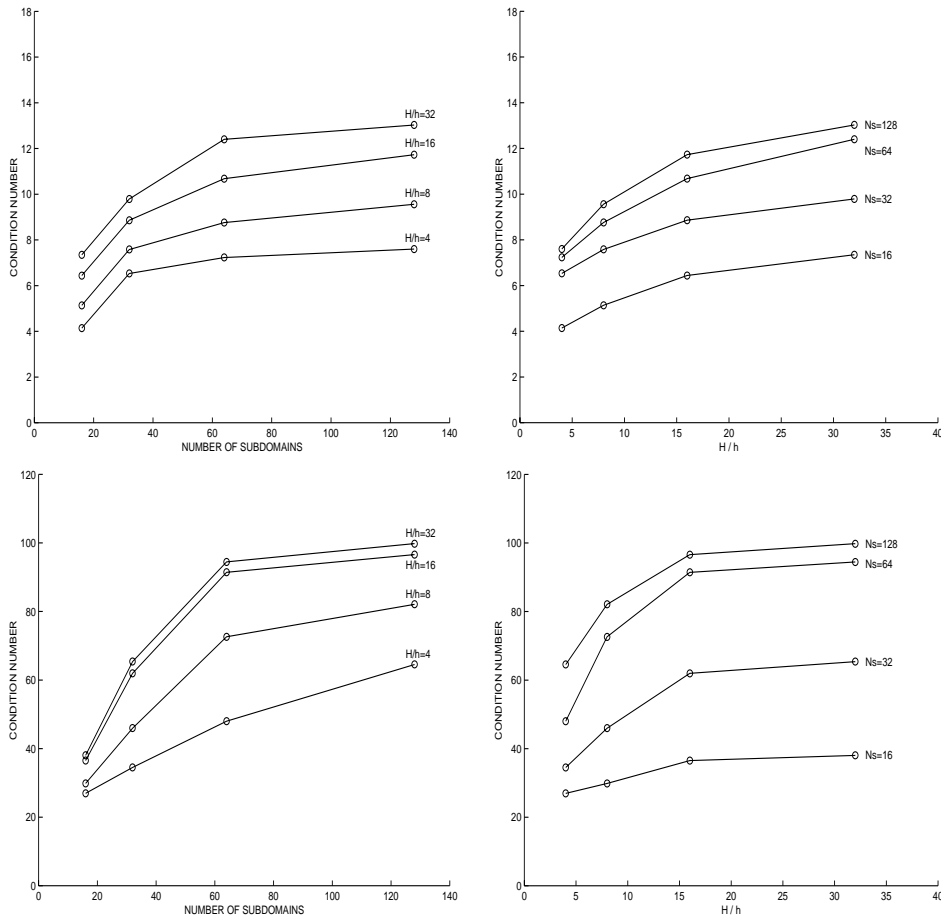 18
16
14
12
10
8
6
4
2
0
CONDITION NUMBER
H/h=32
H/h=16
H/h=8
H/h=4
0 20 40 60 80 100 120 140
NUMBER OF SUBDOMAINS
18
16
14
12
10
8
6
4
2
0
CONDITION NUMBER
Ns=128
Ns=64
Ns=32
Ns=16
0 5 10 15 20 25 30 35 40
H / h
120
100
80
60
40
20
0
CONDITION NUMBER
H/h=32
H/h=16
H/h=8
H/h=4
0 20 40 60 80 100 120 140
NUMBER OF SUBDOMAINS
120
100
80
60
40
20
0
CONDITION NUMBER
Ns=128
Ns=64
Ns=32
Ns=16
0 5 10 15 20 25 30 35 40
H / h